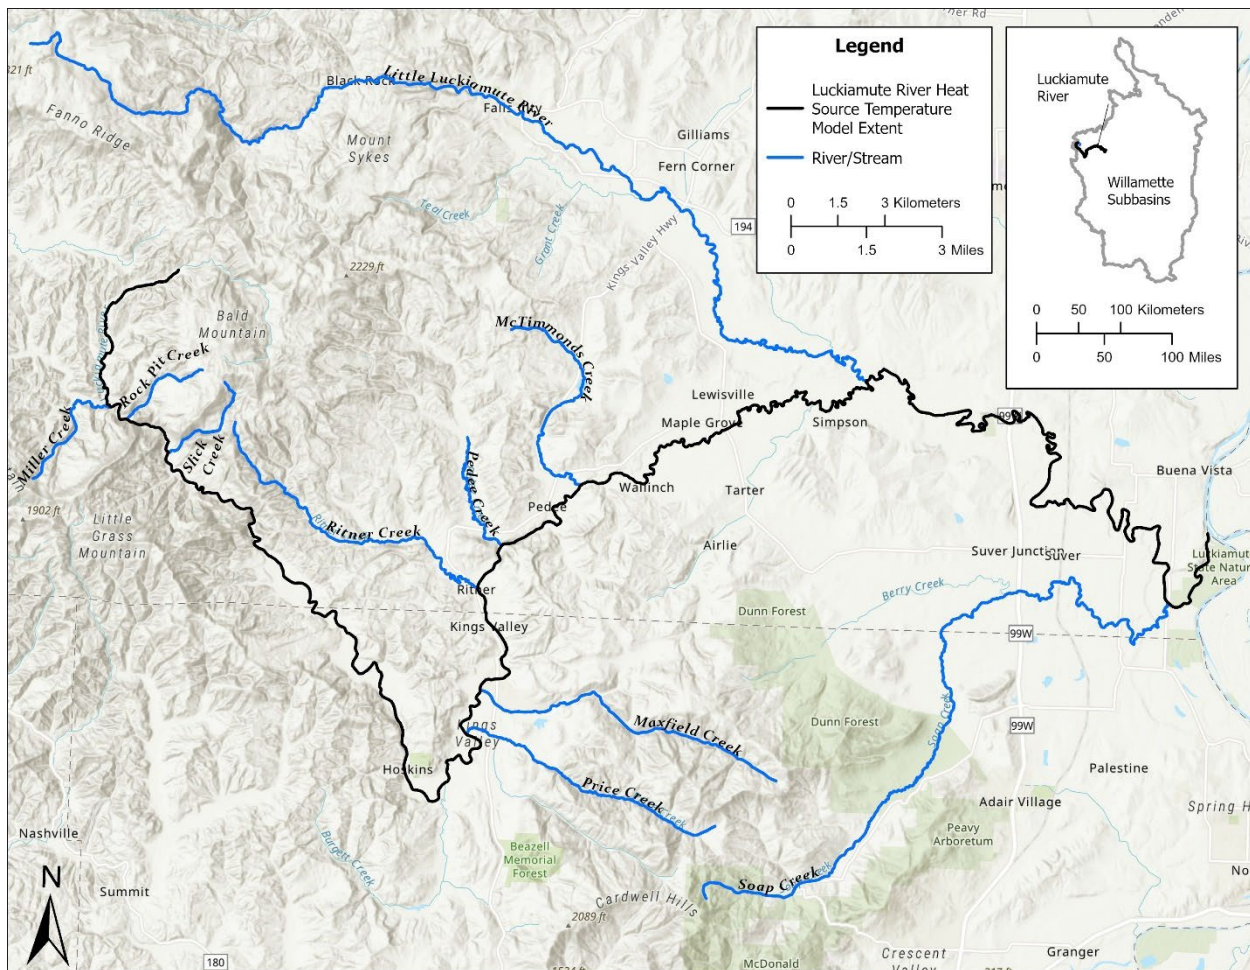 Legend
Luckiamute River Heat
Source Temperature
Model Extent
River/Stream
0 1.5 3 Kilometers
0 1.5 3 Miles
Luckiamute
River
Willamette
Subbasins
0 50 100 Kilometers
0 50 100 Miles
Fanno Ridge
Black Rock
Little Luckiamute River
Mount
Sykes
Gilliams
Fern Corner
Teal Creek
Grant Creek
Kings Valley Hwy
194
2229 ft
Bald
Mountain
Rock Pit Creek
McTimmonds Creek
Miller Creek
Slick
Creek
Lewisville
Maple Grove
Simpson
99W
Buena Vista
Pedee Creek
Wallinch
Tarter
Pedee
1902 ft
Little
Grass
Mountain
Ritner Creek
Airlie
Suver Junction
Suver
Luckiamute
State Natural
Area
Ritner
Berry Creek
Dunn Forest
Kings Valley
99W
Kings
Valley
Maxfield Creek
Dunn Forest
Soap Creek
99W
Hoskins
Price Creek
Creek
Palestine
Adair Village
Nashville
Burgett Creek
Beazell
Memorial
Forest
Peavy
Arboretum
Summit
Soap Creek
Cardwell Hills
2089 ft
N
180
Crescent
Valley
Granger
McDonald